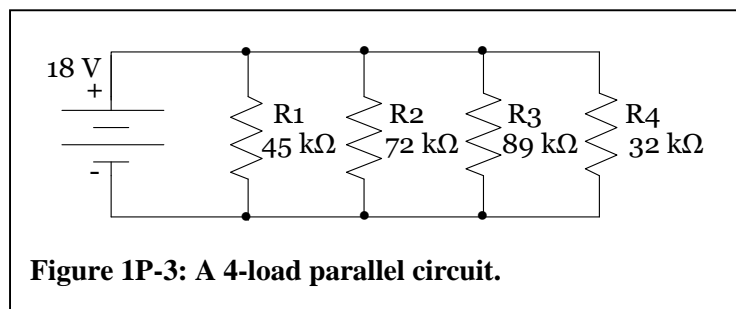 18 V
+
-
R1
45 kΩ
R2
72 kΩ
R3
89 kΩ
R4
32 kΩ
Figure 1P-3: A 4-load parallel circuit.